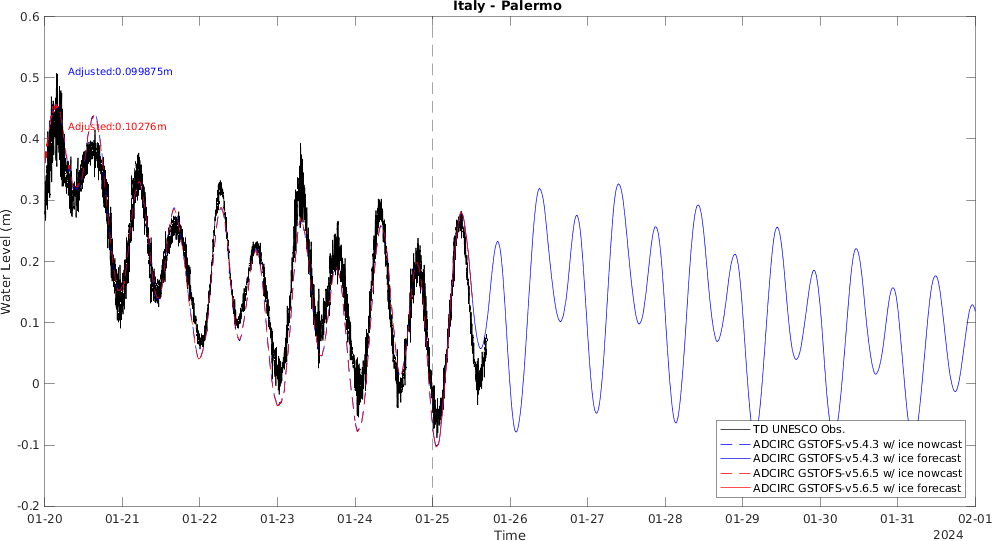 Italy - Palermo
Adjusted:0.099875m
Adjusted:0.10276m
Water Level (m)
0.6
0.5
0.4
0.3
0.2
0.1
0
-0.1
-0.2
TD UNESCO Obs.
ADCIRC GSTOFS-v5.4.3 w/ ice nowcast
ADCIRC GSTOFS-v5.4.3 w/ ice forecast
ADCIRC GSTOFS-v5.6.5 w/ ice nowcast
ADCIRC GSTOFS-v5.6.5 w/ ice forecast
01-20 01-21 01-22 01-23 01-24 01-25 01-26 01-27 01-28 01-29 01-30 01-31 02-01
Time
2024